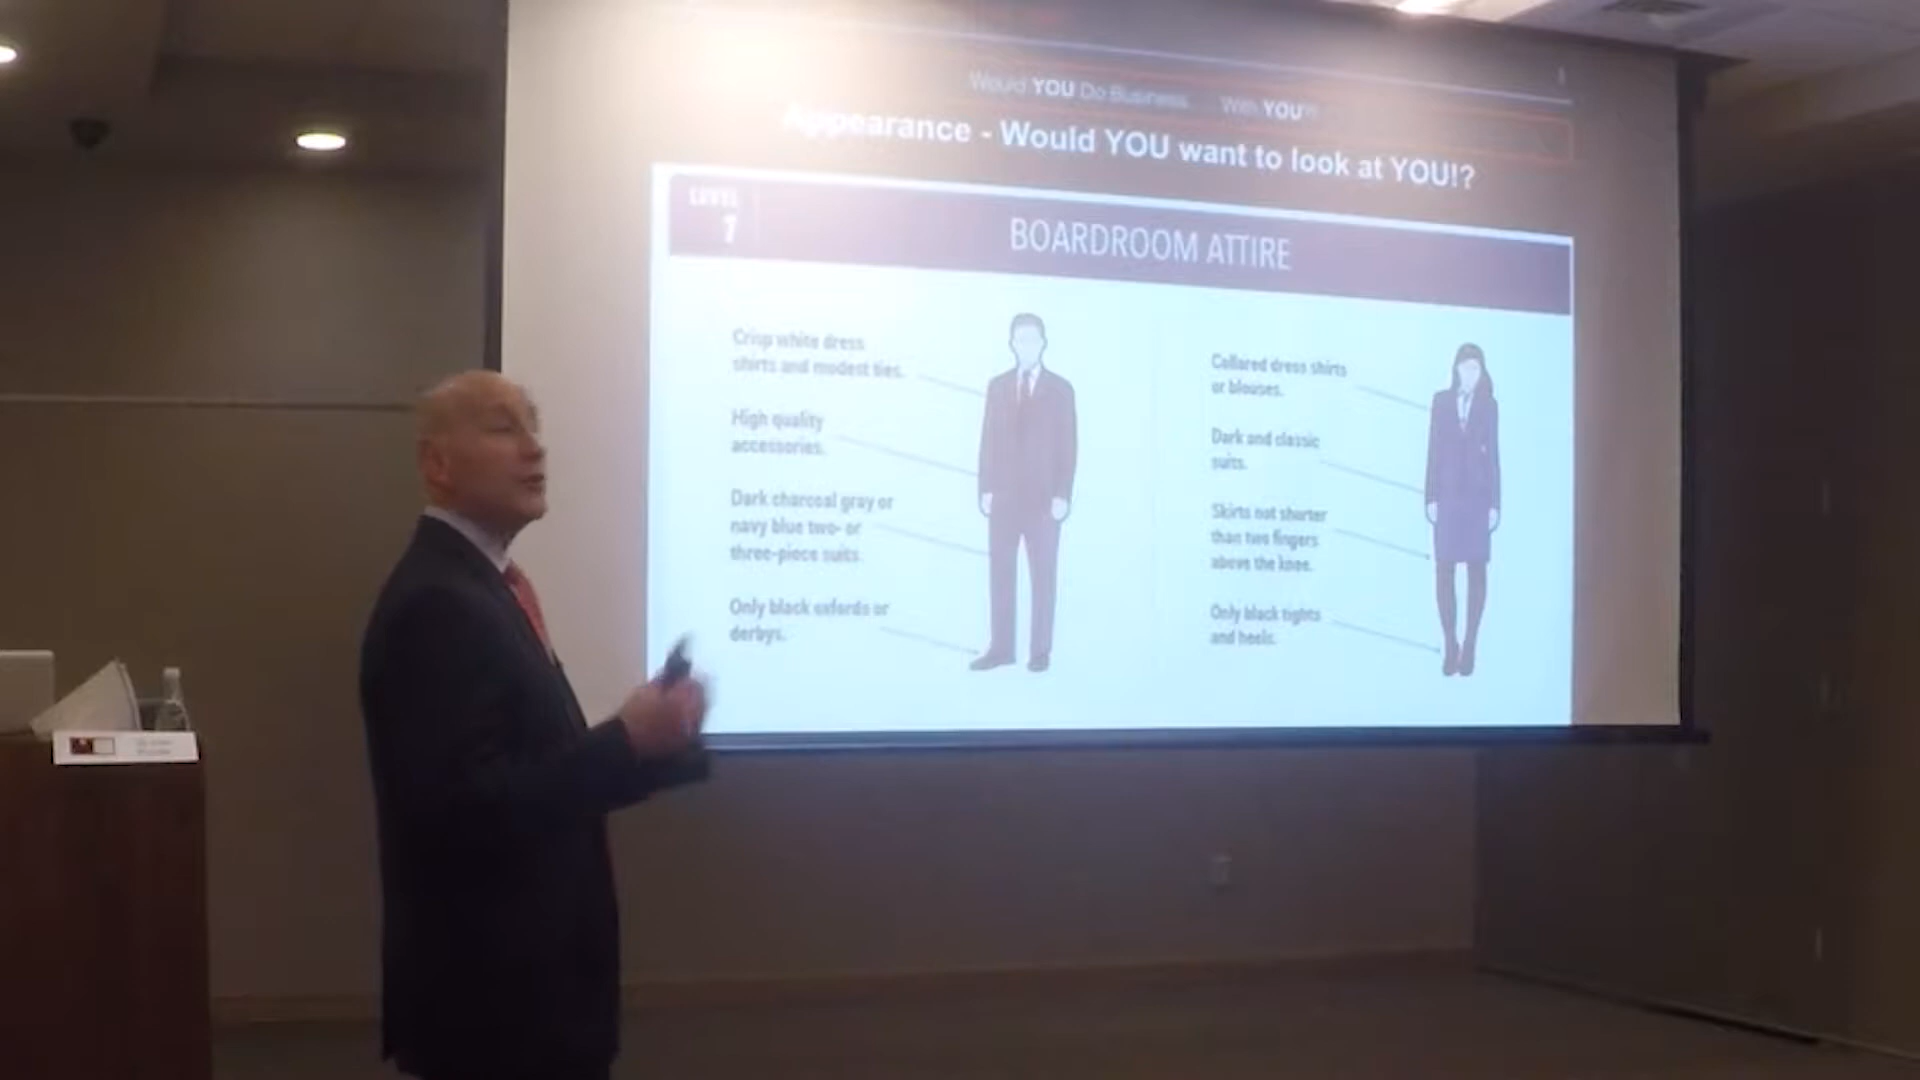 Would YOU Do Business With YOU?!
Appearance - Would YOU want to look at YOU!?
LEVEL
1
BOARDROOM ATTIRE
Crisp white dress
shirts and modest ties.
High quality
accessories.
Dark charcoal gray or
navy blue two- or
three-piece suits.
Only black oxfords or
derbys.
Collared dress shirts
or blouses.
Dark and classic
suits.
Skirts not shorter
than two fingers
above the knee.
Only black tights
and heels.